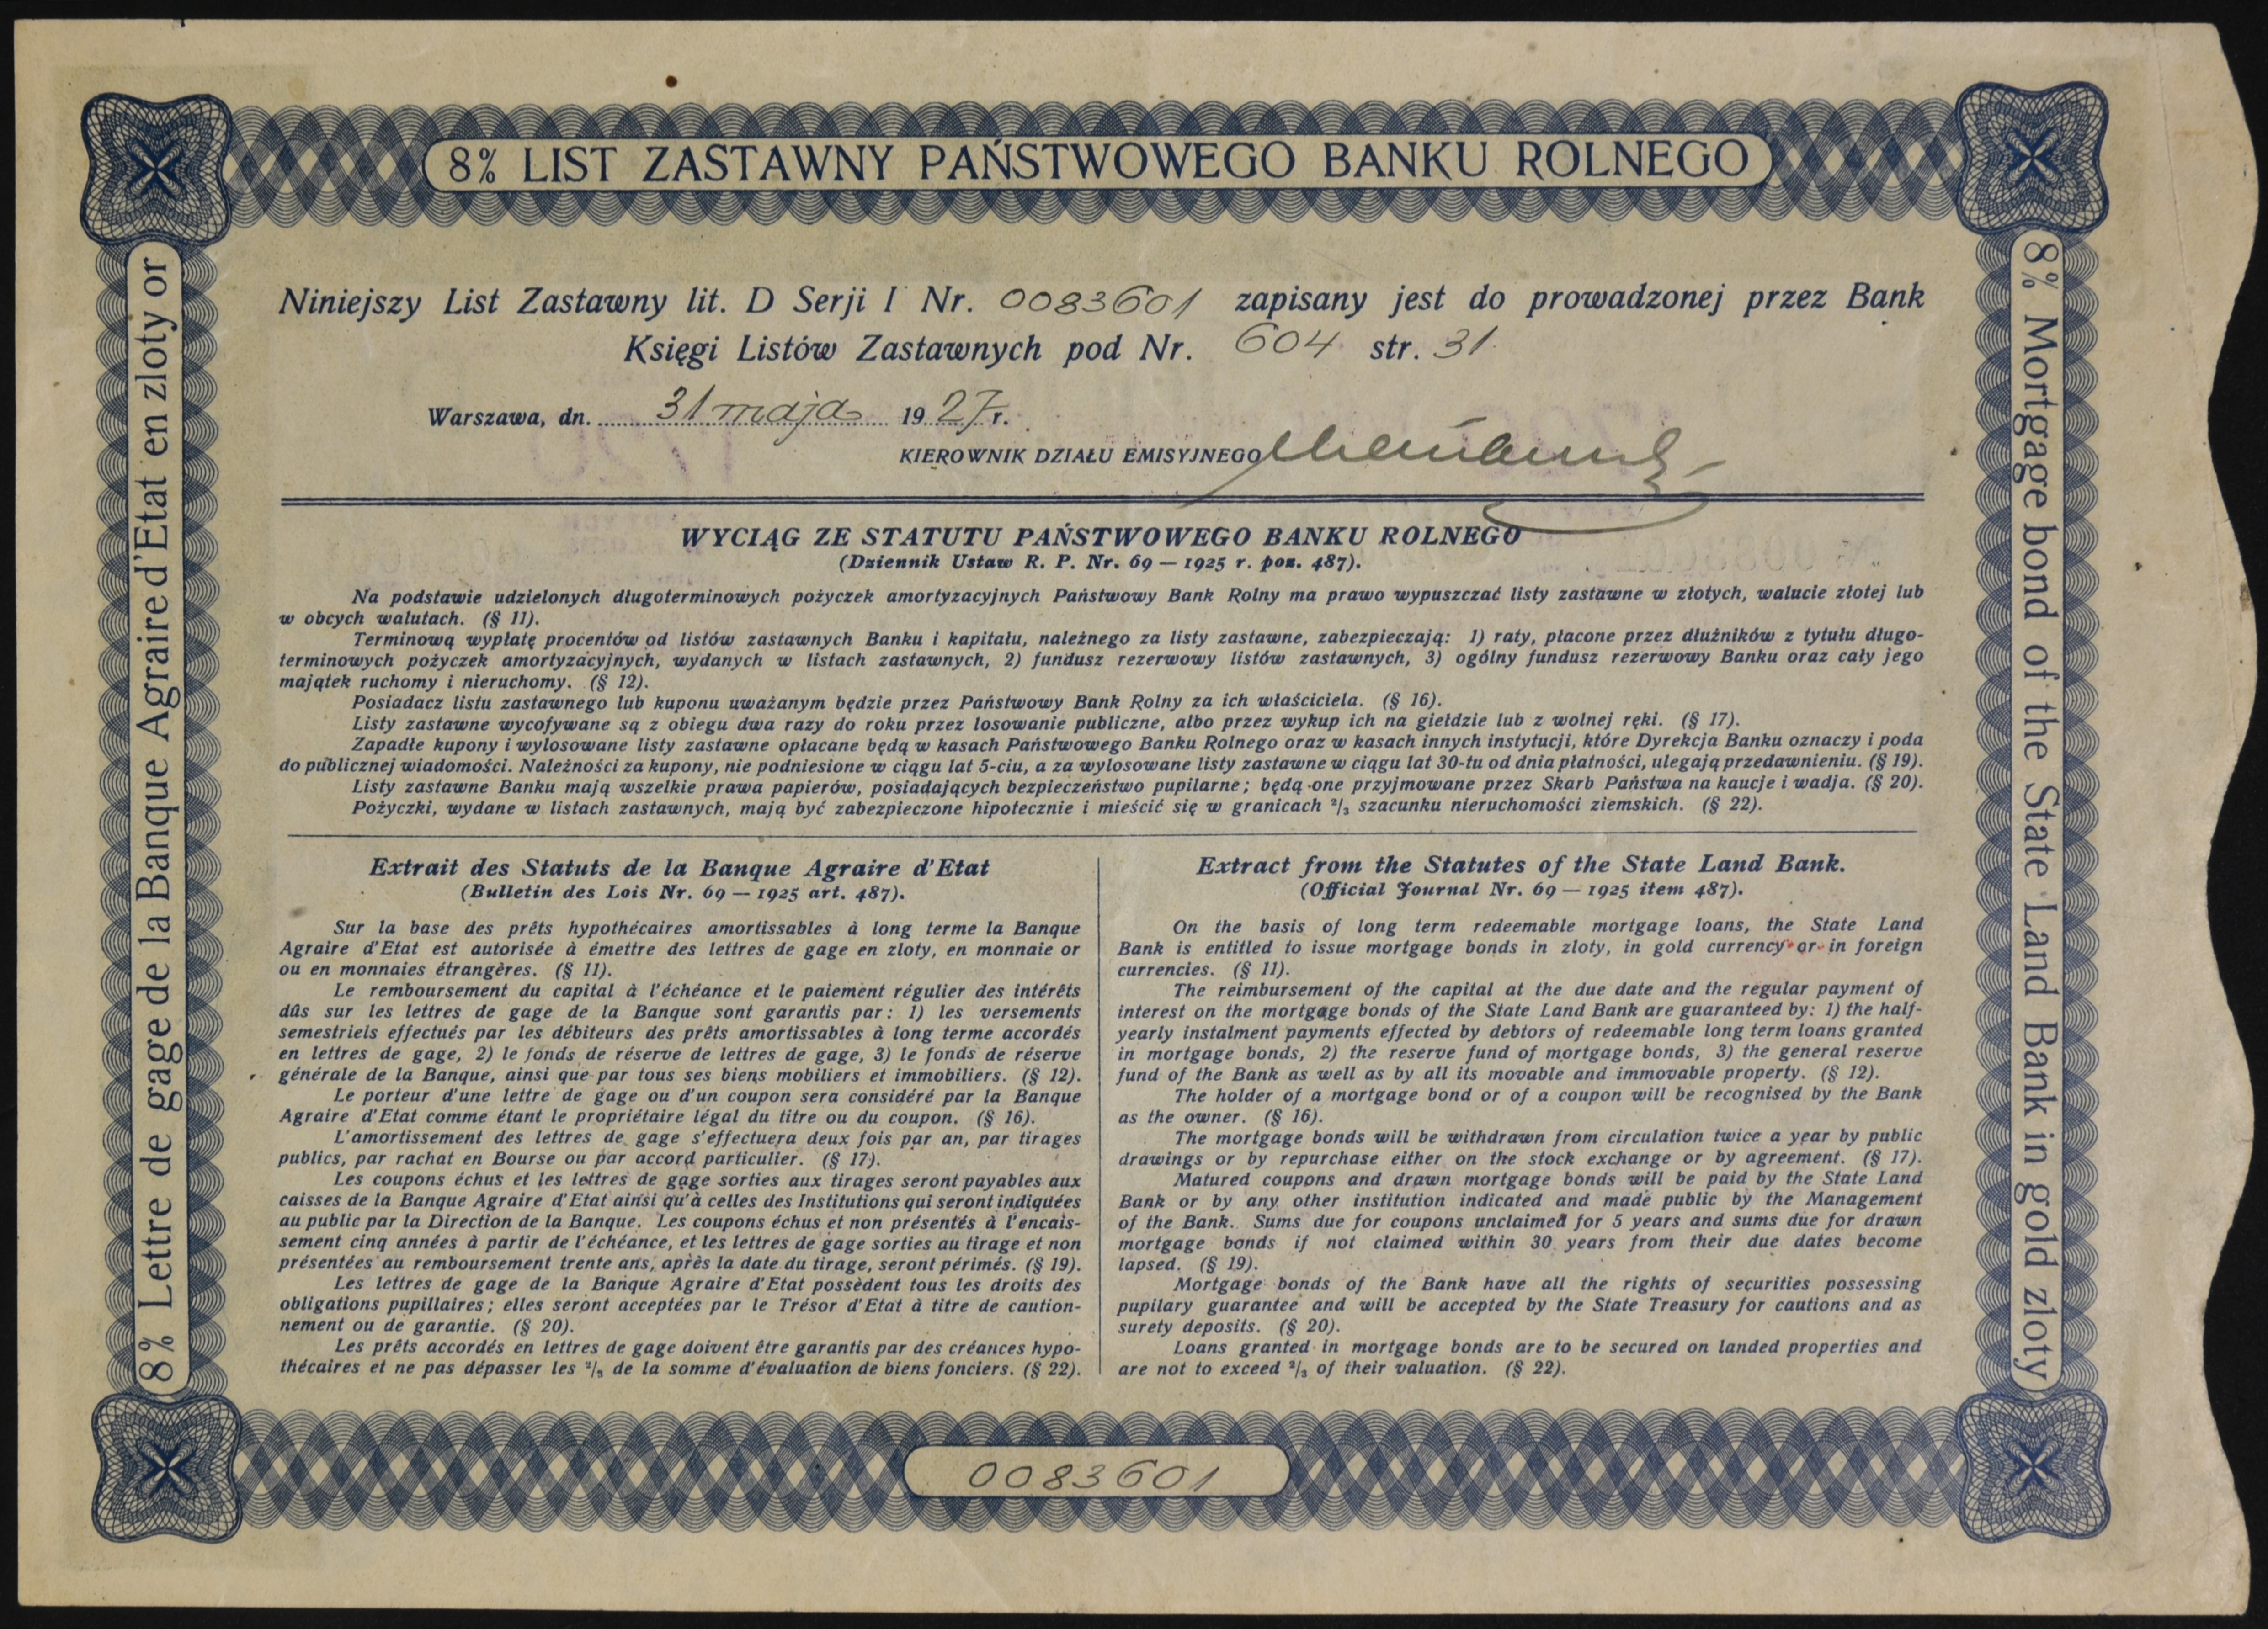 8% LIST ZASTAWNY PAŃSTWOWEGO BANKU ROLNEGO
8% Lettre de gage de la Banque Agraire d'Etat en zloty or
8% Mortgage bond of the State Land Bank in gold zloty
Niniejszy List Zastawny lit. D Serji I Nr. 0083601 zapisany jest do prowadzonej przez Bank
Księgi Listów Zastawnych pod Nr. 604 str. 31
Warszawa, dn. 31 maja 1927 r.
KIEROWNIK DZIAŁU EMISYJNEGO
WYCIĄG ZE STATUTU PAŃSTWOWEGO BANKU ROLNEGO
(Dziennik Ustaw R. P. Nr. 69 — 1925 r. poz. 487).
Na podstawie udzielonych długoterminowych pożyczek amortyzacyjnych Państwowy Bank Rolny ma prawo wypuszczać listy zastawne w złotych, walucie złotej lub
w obcych walutach. (§ 11).
Terminową wypłatę procentów od listów zastawnych Banku i kapitału, należnego za listy zastawne, zabezpieczają: 1) raty, płacone przez dłużników z tytułu długo-
terminowych pożyczek amortyzacyjnych, wydanych w listach zastawnych, 2) fundusz rezerwowy listów zastawnych, 3) ogólny fundusz rezerwowy Banku oraz cały jego
majątek ruchomy i nieruchomy. (§ 12).
Posiadacz listu zastawnego lub kuponu uważanym będzie przez Państwowy Bank Rolny za ich właściciela. (§ 16).
Listy zastawne wycofywane są z obiegu dwa razy do roku przez losowanie publiczne, albo przez wykup ich na giełdzie lub z wolnej ręki. (§ 17).
Zapadłe kupony i wylosowane listy zastawne opłacane będą w kasach Państwowego Banku Rolnego oraz w kasach innych instytucji, które Dyrekcja Banku oznaczy i poda
do publicznej wiadomości. Należności za kupony, nie podniesione w ciągu lat 5-ciu, a za wylosowane listy zastawne w ciągu lat 30-tu od dnia płatności, ulegają przedawnieniu. (§ 19).
Listy zastawne Banku mają wszelkie prawa papierów, posiadających bezpieczeństwo pupilarne; będą one przyjmowane przez Skarb Państwa na kaucje i wadja. (§ 20).
Pożyczki, wydane w listach zastawnych, mają być zabezpieczone hipotecznie i mieścić się w granicach ²/₃ szacunku nieruchomości ziemskich. (§ 22).
Extrait des Statuts de la Banque Agraire d'Etat
(Bulletin des Lois Nr. 69 — 1925 art. 487).
Sur la base des prêts hypothécaires amortissables à long terme la Banque
Agraire d'Etat est autorisée à émettre des lettres de gage en zloty, en monnaie or
ou en monnaies étrangères. (§ 11).
Le remboursement du capital à l'échéance et le paiement régulier des intérêts
dûs sur les lettres de gage de la Banque sont garantis par: 1) les versements
semestriels effectués par les débiteurs des prêts amortissables à long terme accordés
en lettres de gage, 2) le fonds de réserve de lettres de gage, 3) le fonds de réserve
générale de la Banque, ainsi que par tous ses biens mobiliers et immobiliers. (§ 12).
Le porteur d'une lettre de gage ou d'un coupon sera considéré par la Banque
Agraire d'Etat comme étant le propriétaire légal du titre ou du coupon. (§ 16).
L'amortissement des lettres de gage s'effectuera deux fois par an, par tirages
publics, par rachat en Bourse ou par accord particulier. (§ 17).
Les coupons échus et les lettres de gage sorties aux tirages seront payables aux
caisses de la Banque Agraire d'Etat ainsi qu'à celles des Institutions qui seront indiquées
au public par la Direction de la Banque. Les coupons échus et non présentés à l'encais-
sement cinq années à partir de l'échéance, et les lettres de gage sorties au tirage et non
présentées au remboursement trente ans, après la date du tirage, seront périmés. (§ 19).
Les lettres de gage de la Banque Agraire d'Etat possèdent tous les droits des
obligations pupillaires; elles seront acceptées par le Trésor d'Etat à titre de caution-
nement ou de garantie. (§ 20).
Les prêts accordés en lettres de gage doivent être garantis par des créances hypo-
thécaires et ne pas dépasser les ²/₃ de la somme d'évaluation de biens fonciers. (§ 22).
Extract from the Statutes of the State Land Bank.
(Official Journal Nr. 69 — 1925 item 487).
On the basis of long term redeemable mortgage loans, the State Land
Bank is entitled to issue mortgage bonds in zloty, in gold currency or in foreign
currencies. (§ 11).
The reimbursement of the capital at the due date and the regular payment of
interest on the mortgage bonds of the State Land Bank are guaranteed by: 1) the half-
yearly instalment payments effected by debtors of redeemable long term loans granted
in mortgage bonds, 2) the reserve fund of mortgage bonds, 3) the general reserve
fund of the Bank as well as by all its movable and immovable property. (§ 12).
The holder of a mortgage bond or of a coupon will be recognised by the Bank
as the owner. (§ 16).
The mortgage bonds will be withdrawn from circulation twice a year by public
drawings or by repurchase either on the stock exchange or by agreement. (§ 17).
Matured coupons and drawn mortgage bonds will be paid by the State Land
Bank or by any other institution indicated and made public by the Management
of the Bank. Sums due for coupons unclaimed for 5 years and sums due for drawn
mortgage bonds if not claimed within 30 years from their due dates become
lapsed. (§ 19).
Mortgage bonds of the Bank have all the rights of securities possessing
pupilary guarantee and will be accepted by the State Treasury for cautions and as
surety deposits. (§ 20).
Loans granted in mortgage bonds are to be secured on landed properties and
are not to exceed ²/₃ of their valuation. (§ 22).
0083601